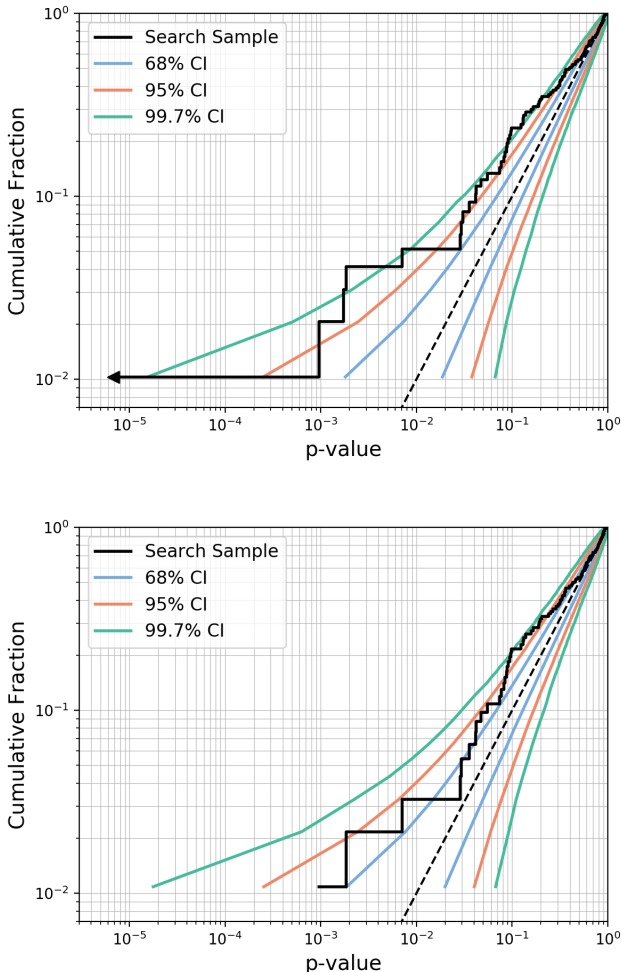 10⁰
Search Sample
68% CI
95% CI
99.7% CI
10⁻¹
10⁻²
Cumulative Fraction
10⁻⁵ 10⁻⁴ 10⁻³ 10⁻² 10⁻¹ 10⁰
p-value
10⁰
Search Sample
68% CI
95% CI
99.7% CI
10⁻¹
10⁻²
Cumulative Fraction
10⁻⁵ 10⁻⁴ 10⁻³ 10⁻² 10⁻¹ 10⁰
p-value